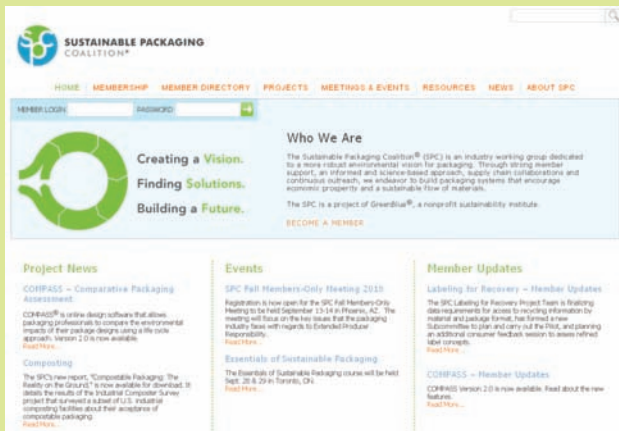 SUSTAINABLE PACKAGING
COALITION®
HOME MEMBERSHIP MEMBER DIRECTORY PROJECTS MEETINGS & EVENTS RESOURCES NEWS ABOUT SPC
MEMBER LOGIN PASSWORD
Creating a Vision.
Finding Solutions.
Building a Future.
Who We Are
The Sustainable Packaging Coalition® (SPC) is an industry working group dedicated
to a more robust environmental vision for packaging. Through strong member
support, an informed and science-based approach, supply chain collaborations and
continuous outreach, we endeavor to build packaging systems that encourage
economic prosperity and a sustainable flow of materials.
The SPC is a project of GreenBlue®, a nonprofit sustainability institute.
BECOME A MEMBER
Project News
COMPASS – Comparative Packaging
Assessment
COMPASS® is online design software that allows
packaging professionals to compare the environmental
impacts of their package designs using a life cycle
approach. Version 2.0 is now available.
Read More...
Composting
The SPC's new report, "Compostable Packaging: The
Reality on the Ground," is now available for download. It
details the results of the Industrial Composter Survey
project that surveyed a subset of U.S. industrial
composting facilities about their acceptance of
compostable packaging.
Read More...
Events
SPC Fall Members-Only Meeting 2010
Registration is now open for the SPC Fall Members-Only
Meeting to be held September 13-14 in Phoenix, AZ. The
meeting will focus on the key issues that the packaging
industry faces with regards to Extended Producer
Responsibility.
Read More...
Essentials of Sustainable Packaging
The Essentials of Sustainable Packaging course will be held
Sept. 28 & 29 in Toronto, ON.
Read More...
Member Updates
Labeling for Recovery – Member Updates
The SPC Labeling for Recovery Project Team is finalizing
data requirements for access to recycling information by
material and package format, has formed a new
Subcommittee to plan and carry out the Pilot, and planning
an additional consumer feedback session to assess refined
label concepts.
Read More...
COMPASS – Member Updates
COMPASS Version 2.0 is now available. Read about the new
features.
Read More...